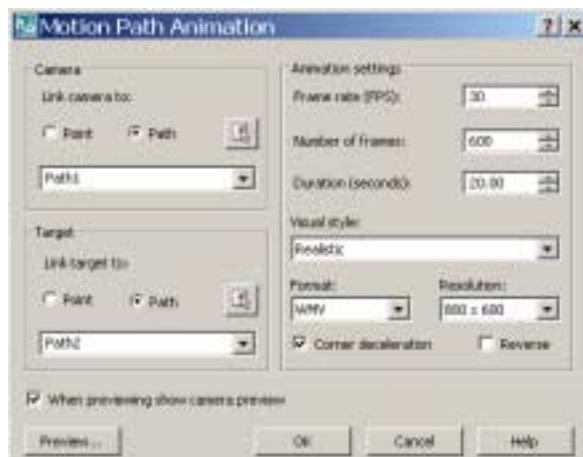 Motion Path Animation
Camera
Link camera to:
Point
Path
Path1
Target
Link target to:
Point
Path
Path2
Animation settings
Frame rate (FPS):
30
Number of frames:
600
Duration (seconds):
20.00
Visual style:
Realistic
Format:
Resolution:
WMV
Corner deceleration
Reverse
When previewing show camera preview
Preview...
OK
Cancel
Help